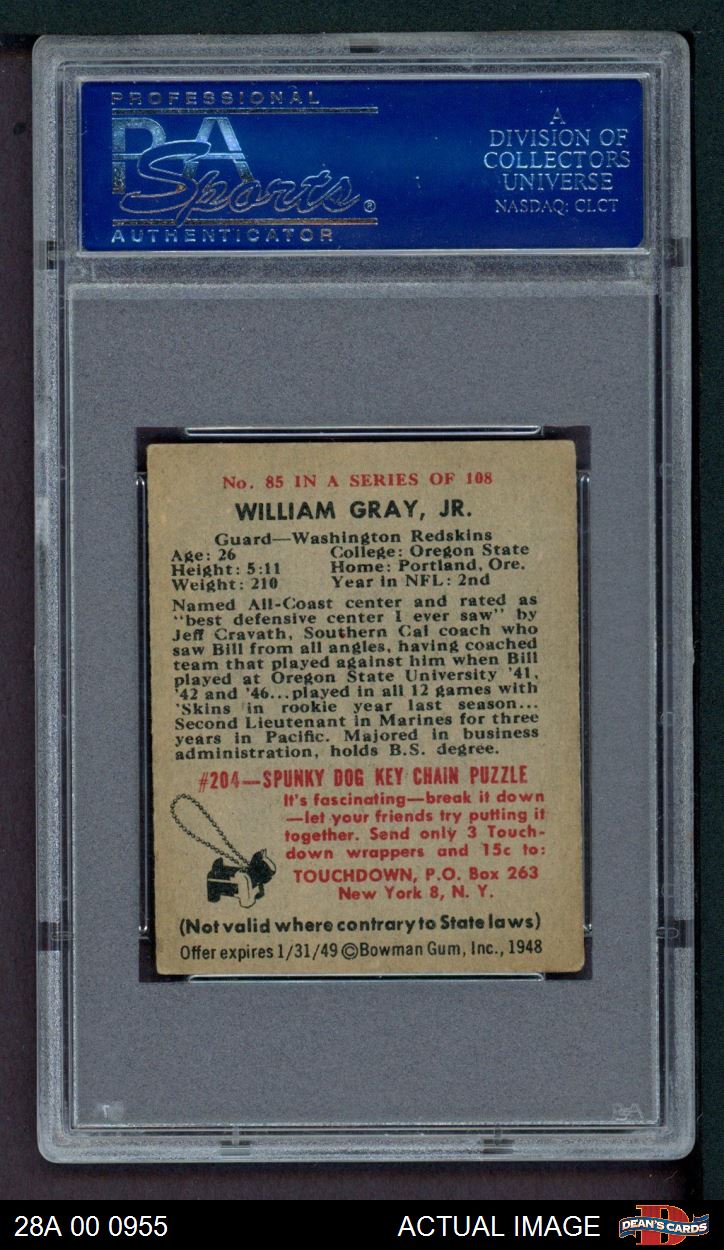 PROFESSIONAL
PSA
Sports®
AUTHENTICATOR
A
DIVISION OF
COLLECTORS
UNIVERSE
NASDAQ: CLCT
No. 85 IN A SERIES OF 108
WILLIAM GRAY, JR.
Guard—Washington Redskins
Age: 26 College: Oregon State
Height: 5:11 Home: Portland, Ore.
Weight: 210 Year in NFL: 2nd
Named All-Coast center and rated as
"best defensive center I ever saw" by
Jeff Cravath, Southern Cal coach who
saw Bill from all angles, having coached
team that played against him when Bill
played at Oregon State University '41,
'42 and '46...played in all 12 games with
'Skins in rookie year last season...
Second Lieutenant in Marines for three
years in Pacific. Majored in business
administration, holds B.S. degree.
#204—SPUNKY DOG KEY CHAIN PUZZLE
It's fascinating—break it down
—let your friends try putting it
together. Send only 3 Touch-
down wrappers and 15c to:
TOUCHDOWN, P.O. Box 263
New York 8, N. Y.
(Not valid where contrary to State laws)
Offer expires 1/31/49 ©Bowman Gum, Inc., 1948
PSA
28A 00 0955
ACTUAL IMAGE
DEAN'S CARDS